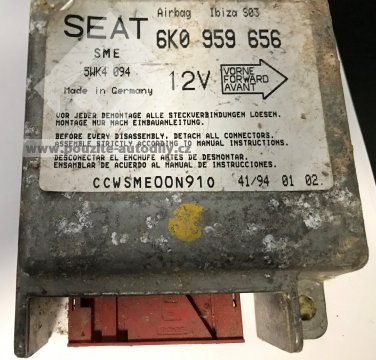 Airbag Ibiza S03
SEAT 6K0 959 656
SME
5WK4 094
Made in Germany
12V
VORNE
FORWARD
AVANT
VOR JEDER DEMONTAGE ALLE STECKVERBINDUNGEN LOESEN.
MONTAGE NUR NACH EINBAUANLEITUNG.
BEFORE EVERY DISASSEMBLY, DETACH ALL CONNECTORS.
ASSEMBLE STRICTLY ACCORDING TO MANUAL INSTRUCTIONS.
www.pouzite-autodily.cz
DESCONECTAR EL ENCHUFE ANTES DE DESMONTAR.
ENSAMBLAR DE ACUERDO AL MANUAL DE INSTRUCCIONES.
CCWSME00N91o 41/94 01 02